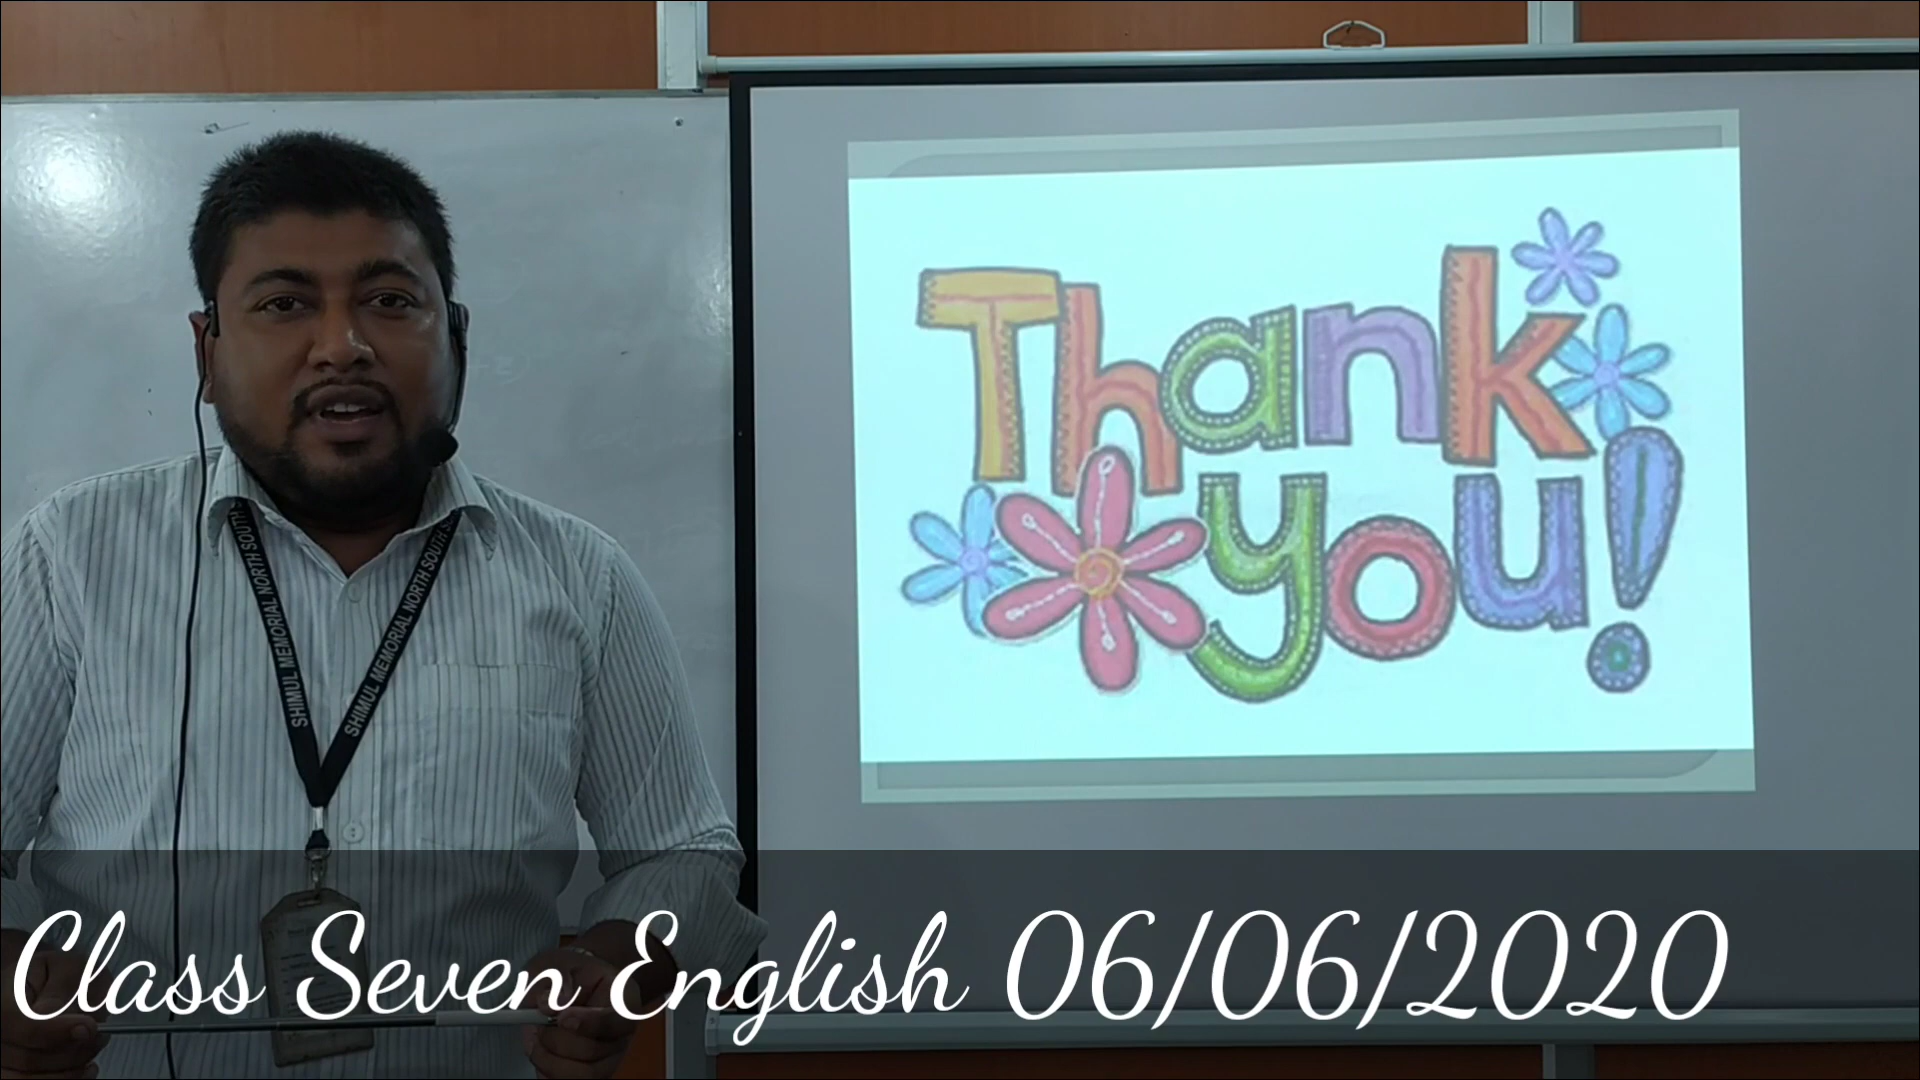 Thank
you!
SHIMUL MEMORIAL NORTH SOUTH S
SHIMUL MEMORIAL NORTH SOUTH S
Class Seven English 06/06/2020